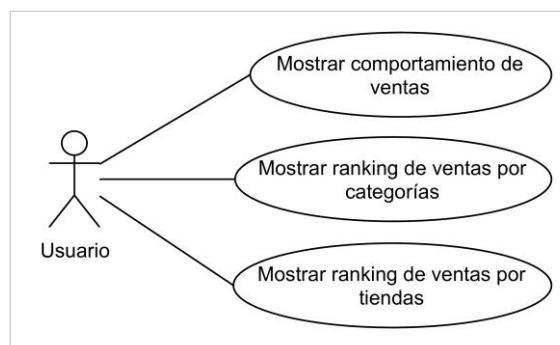 Mostrar comportamiento de
ventas
Mostrar ranking de ventas por
categorías
Usuario
Mostrar ranking de ventas por
tiendas